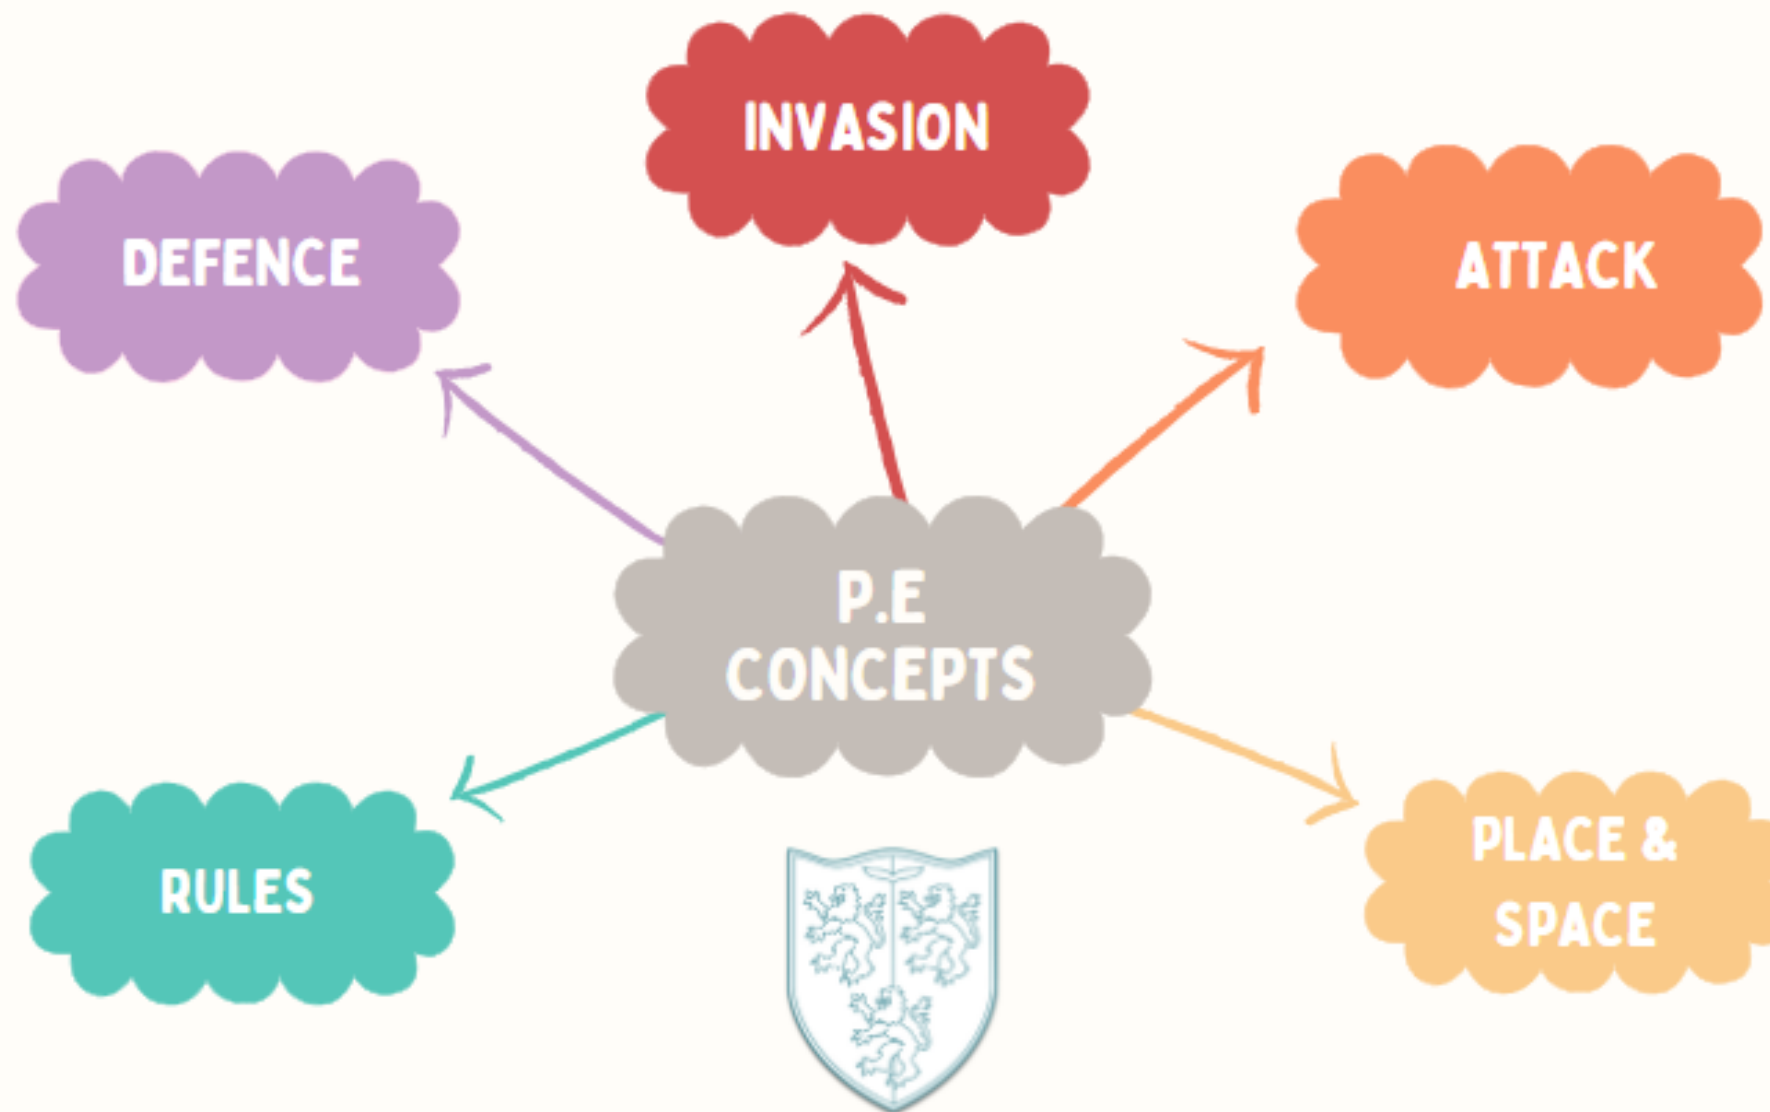 INVASION
DEFENCE
ATTACK
P.E
CONCEPTS
RULES
PLACE &
SPACE